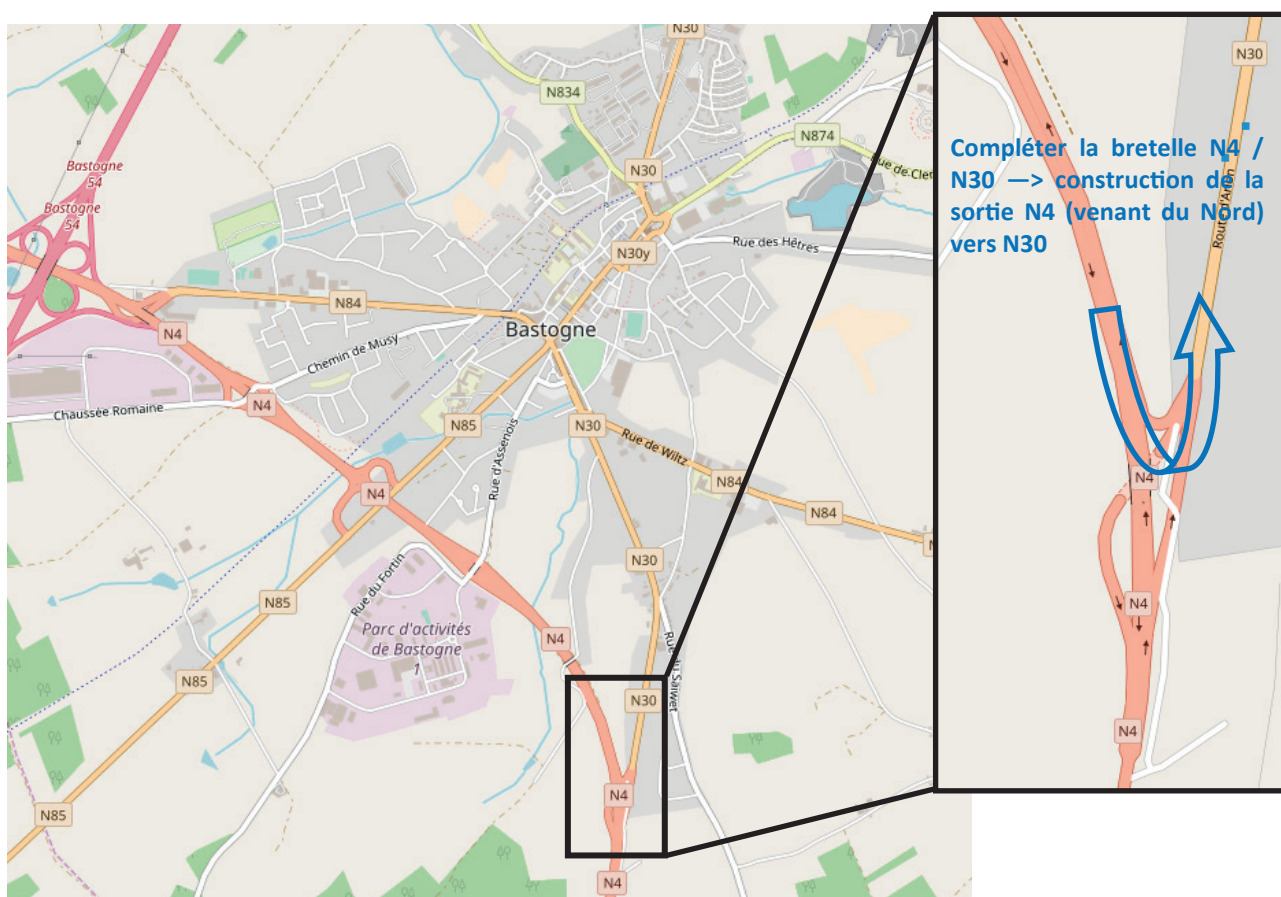 N30
N834
N874
Rue de Clet
Bastogne
54
Bastogne
54
N30
N30y
Rue des Hêtres
N84
N4
Bastogne
Chemin de Musy
N4
Chaussée Romaine
N85
N30
Rue d'Assenois
Rue de Wiltz
N84
N4
N84
N30
Rue du Fortin
N85
Parc d'activités
de Bastogne
1
N4
Rue du Saiwet
N85
N30
N4
N85
N4
N30
Compléter la bretelle N4 /
N30 —> construction de la
sortie N4 (venant du Nord)
vers N30
Route d'Arlon
N4
N4
N4